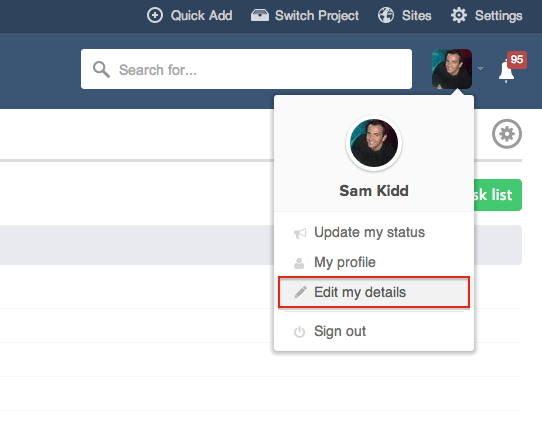 Quick Add Switch Project Sites Settings
Search for...
95
Sam Kidd
sk list
Update my status
My profile
Edit my details
Sign out